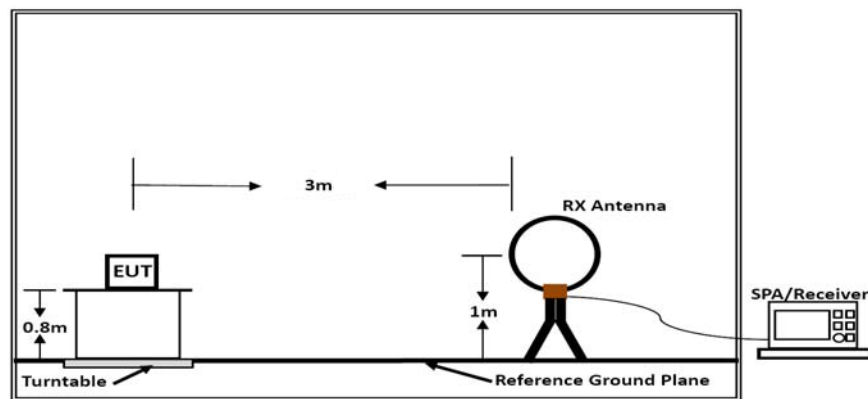 3m
RX Antenna
EUT
SPA/Receiver
0.8m
1m
Turntable
Reference Ground Plane